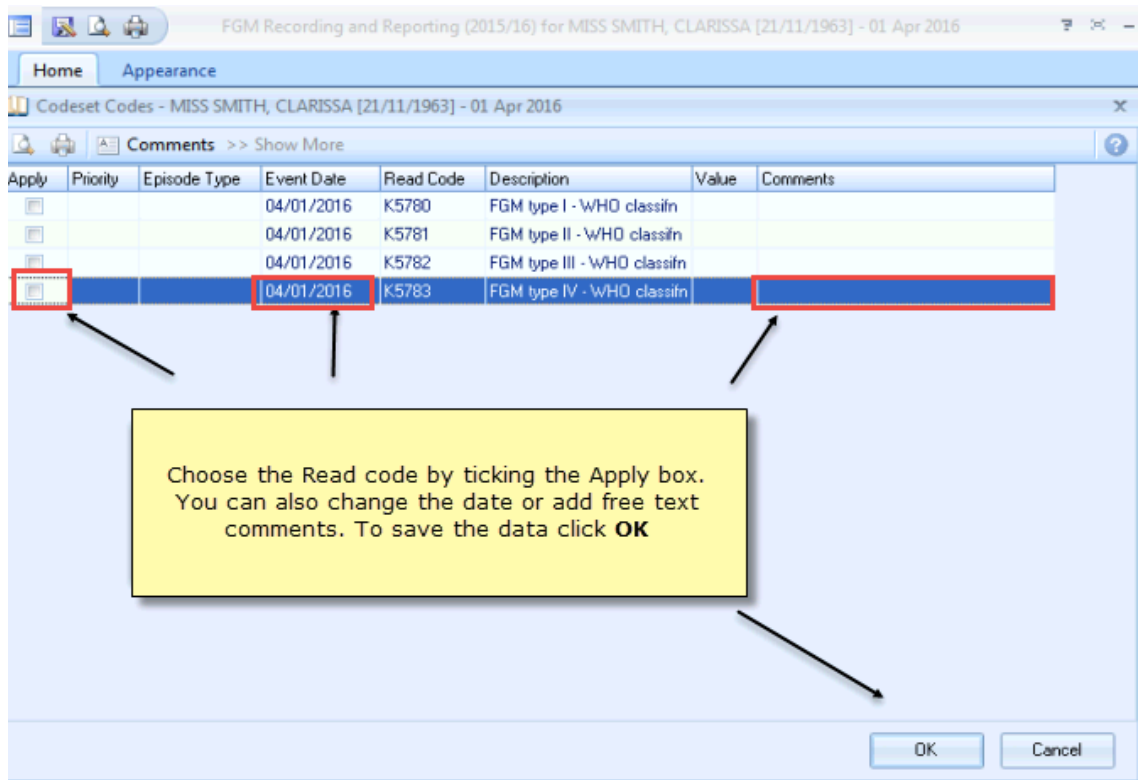 FGM Recording and Reporting (2015/16) for MISS SMITH, CLARISSA [21/11/1963] - 01 Apr 2016
Home Appearance
Codeset Codes - MISS SMITH, CLARISSA [21/11/1963] - 01 Apr 2016
Comments >> Show More
Apply Priority Episode Type Event Date Read Code Description Value Comments
04/01/2016 K5780 FGM type I - WHO classifn
04/01/2016 K5781 FGM type II - WHO classifn
04/01/2016 K5782 FGM type III - WHO classifn
04/01/2016 K5783 FGM type IV - WHO classifn
Choose the Read code by ticking the Apply box.
You can also change the date or add free text
comments. To save the data click OK
OK Cancel